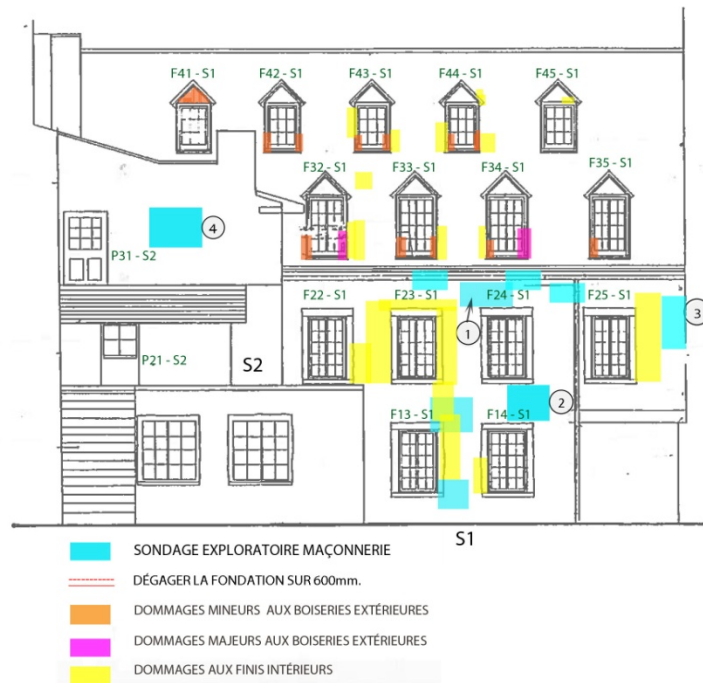 F41 - S1 F42 - S1 F43 - S1 F44 - S1 F45 - S1
F32 - S1 F33 - S1 F34 - S1 F35 - S1
4
P31 - S2
F22 - S1 F23 - S1 F24 - S1 F25 - S1
1
3
P21 - S2
S2
2
F13 - S1 F14 - S1
S1
SONDAGE EXPLORATOIRE MAÇONNERIE
DÉGAGER LA FONDATION SUR 600mm.
DOMMAGES MINEURS AUX BOISERIES EXTÉRIEURES
DOMMAGES MAJEURS AUX BOISERIES EXTÉRIEURES
DOMMAGES AUX FINIS INTÉRIEURS